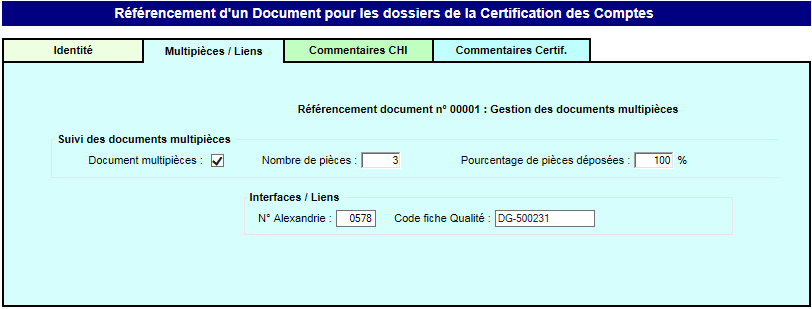 Référencement d'un Document pour les dossiers de la Certification des Comptes
Identité Multipièces / Liens Commentaires CHI Commentaires Certif.
Référencement document n° 00001 : Gestion des documents multipièces
Suivi des documents multipièces
Document multipièces : Nombre de pièces : 3 Pourcentage de pièces déposées : 100 %
Interfaces / Liens
N° Alexandrie : 0578 Code fiche Qualité : DG-500231